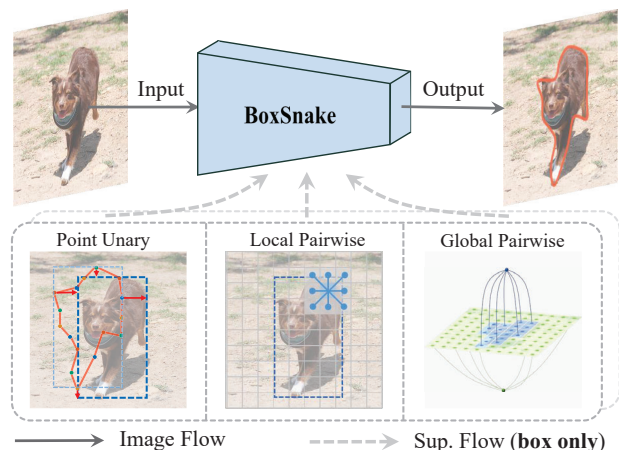 Input
BoxSnake
Output
Point Unary
Local Pairwise
Global Pairwise
Image Flow
Sup. Flow (box only)